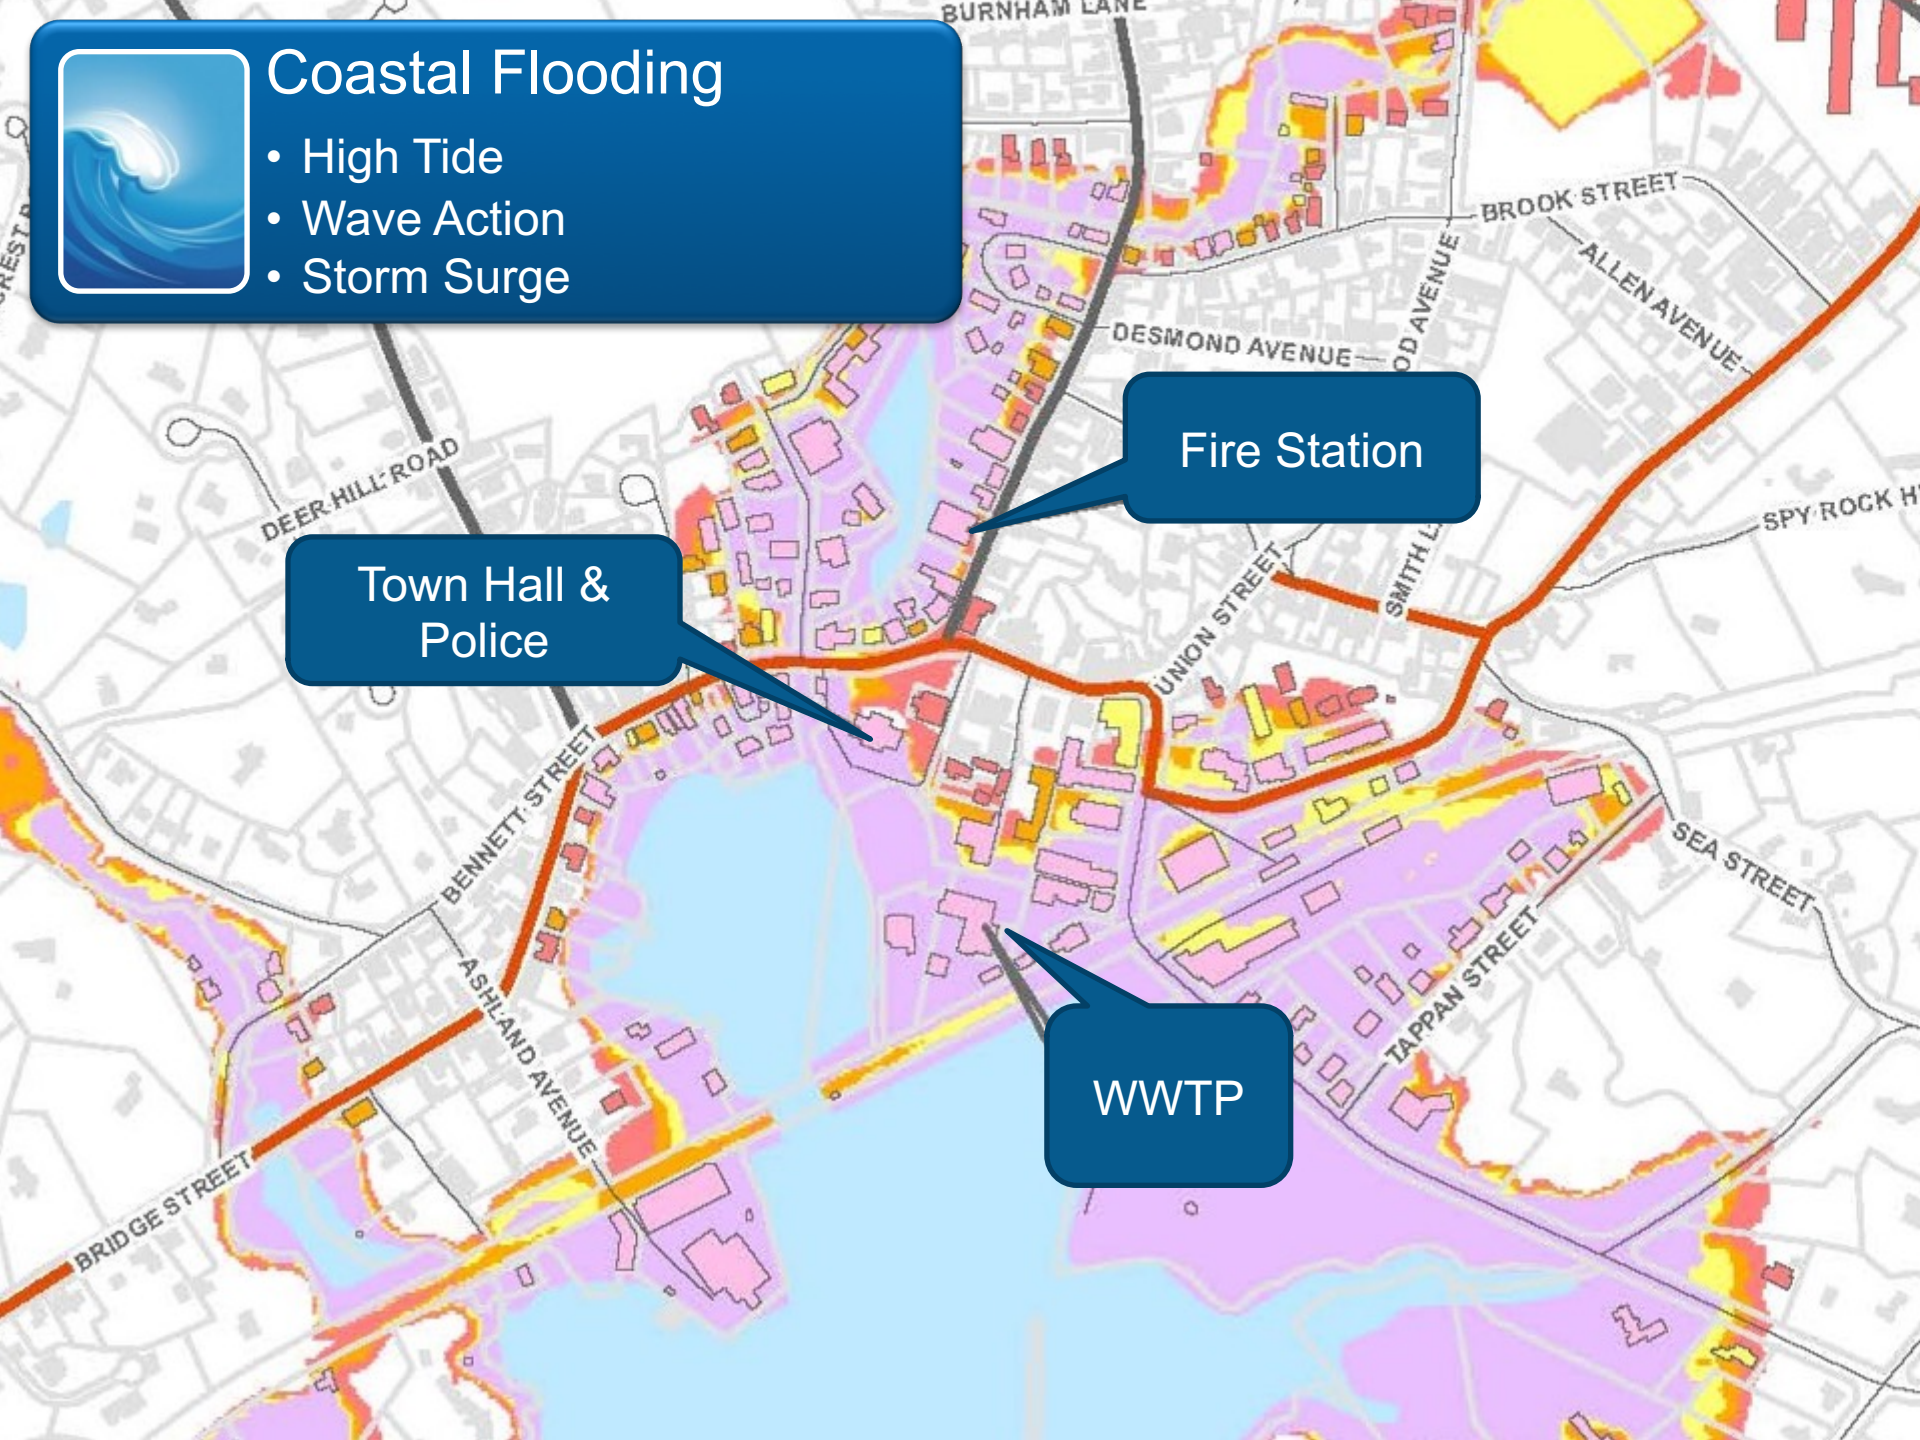 BURNHAM LANE
Coastal Flooding
• High Tide
• Wave Action
• Storm Surge
BROOK STREET
ALLEN AVENUE
DESMOND AVENUE
AVENUE
Fire Station
DEER HILL ROAD
SPY ROCK
Town Hall &
Police
SMITH
UNION STREET
BENNETT STREET
SEA STREET
ASHLAND AVENUE
TAPPAN STREET
WWTP
BRIDGE STREET